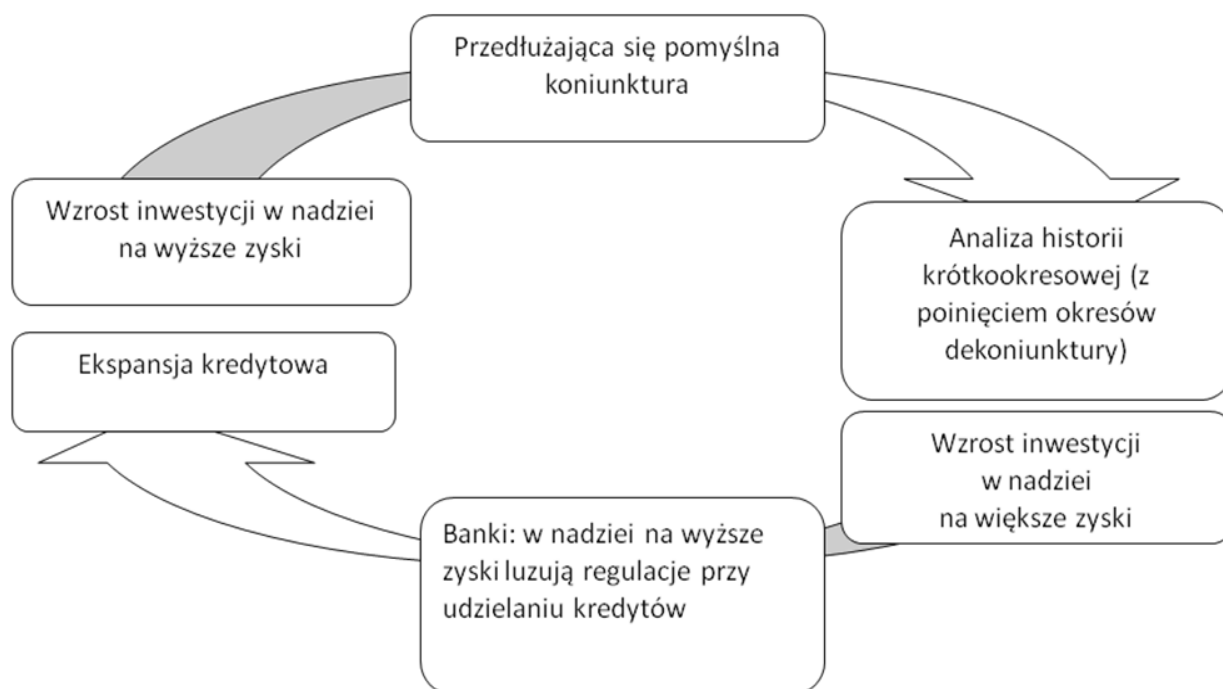 Przedłużająca się pomyślna
koniunktura
Analiza historii
krótkookresowej (z
poinięciem okresów
dekoniunktury)
Wzrost inwestycji
w nadziei
na większe zyski
Banki: w nadziei na wyższe
zyski luzują regulacje przy
udzielaniu kredytów
Ekspansja kredytowa
Wzrost inwestycji w nadziei
na wyższe zyski